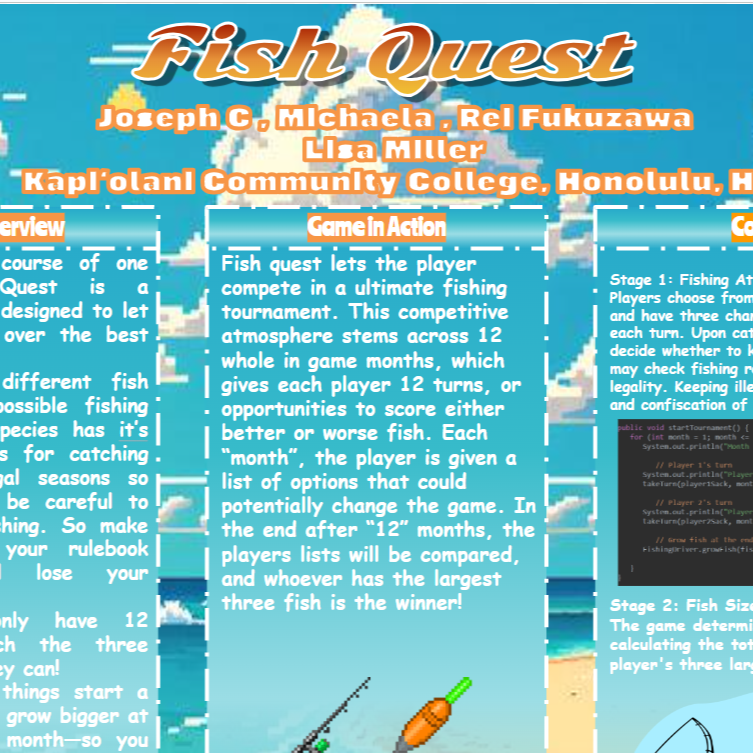 Fish Quest
Joseph C , Michaela , Rei Fukuzawa
Lisa Miller
Kapi'olani Community College, Honolulu, H
erview
course of one
Quest is a
designed to let
over the best
different fish
possible fishing
species has it's
s for catching
gal seasons so
be careful to
hing. So make
your rulebook
lose your
only have 12
ch the three
ey can!
things start a
grow bigger at
month—so you
Game in Action
Fish quest lets the player
compete in a ultimate fishing
tournament. This competitive
atmosphere stems across 12
whole in game months, which
gives each player 12 turns, or
opportunities to score either
better or worse fish. Each
“month”, the player is given a
list of options that could
potentially change the game. In
the end after “12” months, the
players lists will be compared,
and whoever has the largest
three fish is the winner!
Co
Stage 1: Fishing At
Players choose from
and have three chan
each turn. Upon cat
decide whether to k
may check fishing r
legality. Keeping ille
and confiscation of
public void startTournament() {
for (int month = 1; month <=
System.out.println("Month
// Player 1's turn
System.out.println("Player
takeTurn(player1Sack, mont
// Player 2's turn
System.out.println("Player
takeTurn(player2Sack, mont
// Grow fish at the end
FishingDriver.growFish(fis
}
}
Stage 2: Fish Size
The game determi
calculating the tot
player's three larg